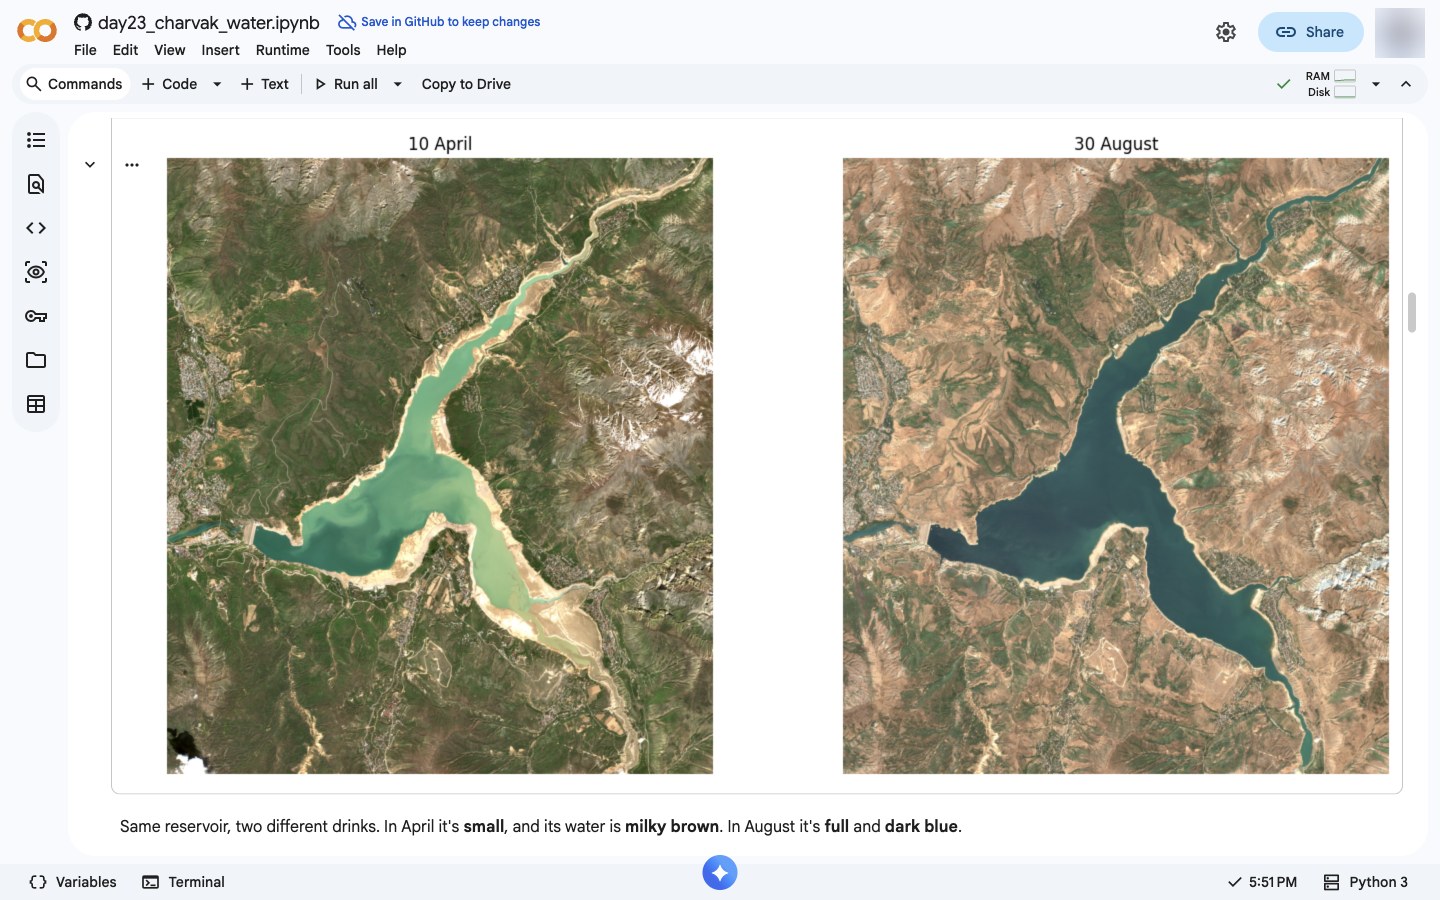 day23_charvak_water.ipynb
Save in GitHub to keep changes
Share
File Edit View Insert Runtime Tools Help
Commands + Code + Text Run all Copy to Drive
RAM
Disk
10 April
30 August
Same reservoir, two different drinks. In April it's small, and its water is milky brown. In August it's full and dark blue.
Variables Terminal
5:51 PM Python 3